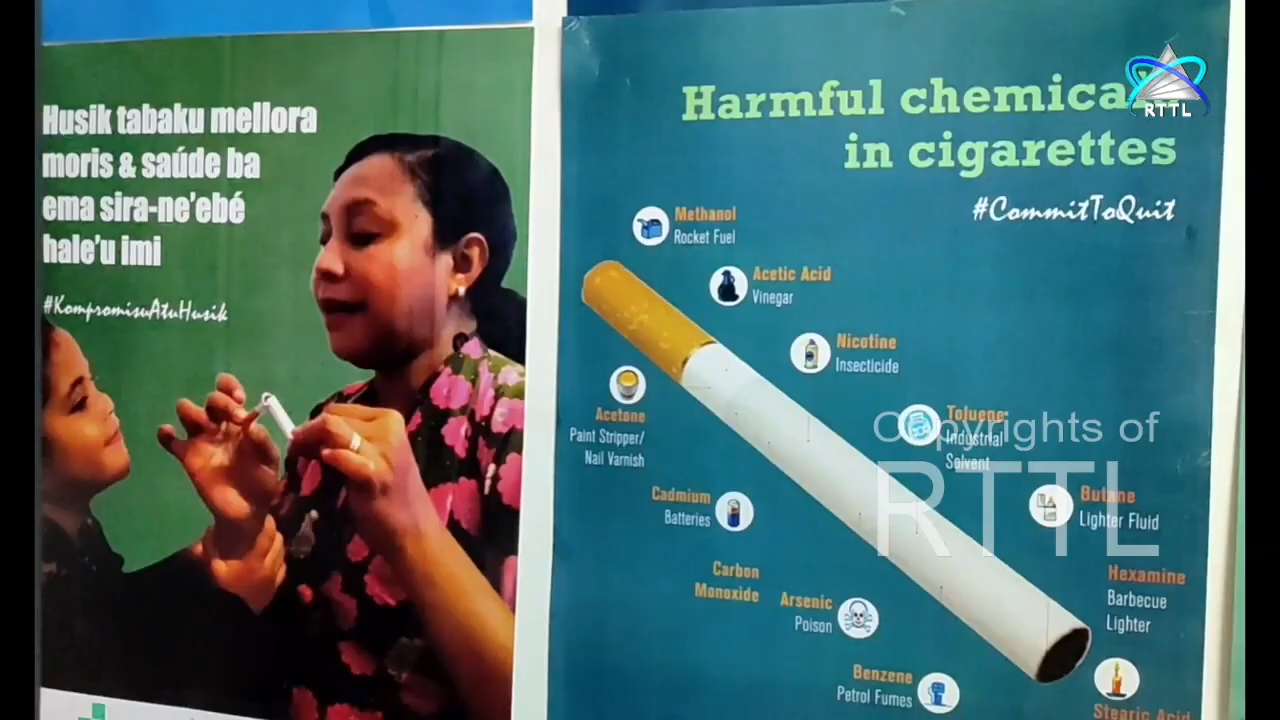 Husik tabaku mellora
moris & saúde ba
ema sira-ne'ebé
hale'u imi
#KompromisuAtuHusik
Harmful chemicals
in cigarettes
#CommitToQuit
Methanol
Rocket Fuel
Acetic Acid
Vinegar
Nicotine
Insecticide
Acetone
Paint Stripper/
Nail Varnish
Toluene
Industrial
Solvent
Cadmium
Batteries
Butane
Lighter Fluid
Carbon
Monoxide
Arsenic
Poison
Hexamine
Barbecue
Lighter
Benzene
Petrol Fumes
Stearic Acid
RTTL
Copyrights of
RTTL